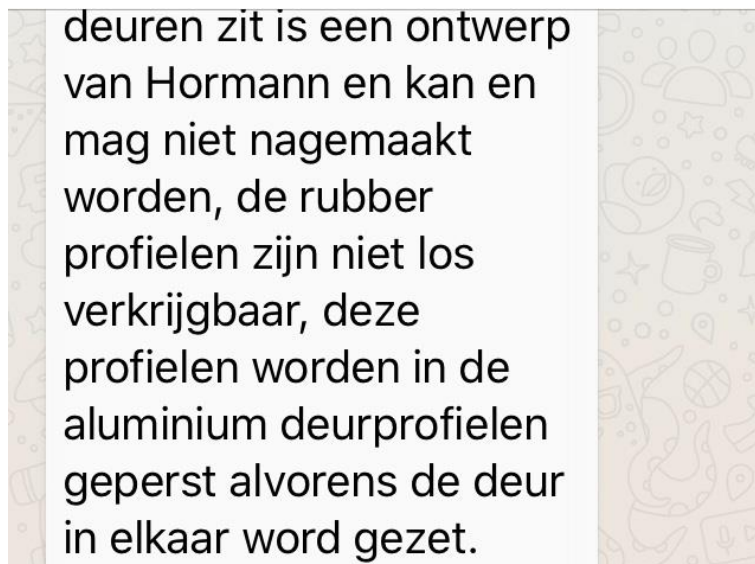 deuren zit is een ontwerp
van Hormann en kan en
mag niet nagemaakt
worden, de rubber
profielen zijn niet los
verkrijgbaar, deze
profielen worden in de
aluminium deurprofielen
geperst alvorens de deur
in elkaar word gezet.